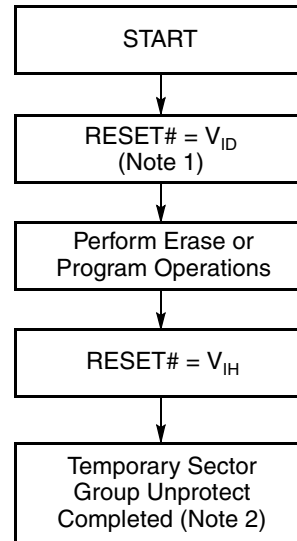 START
RESET# = V_ID
(Note 1)
Perform Erase or
Program Operations
RESET# = V_IH
Temporary Sector
Group Unprotect
Completed (Note 2)